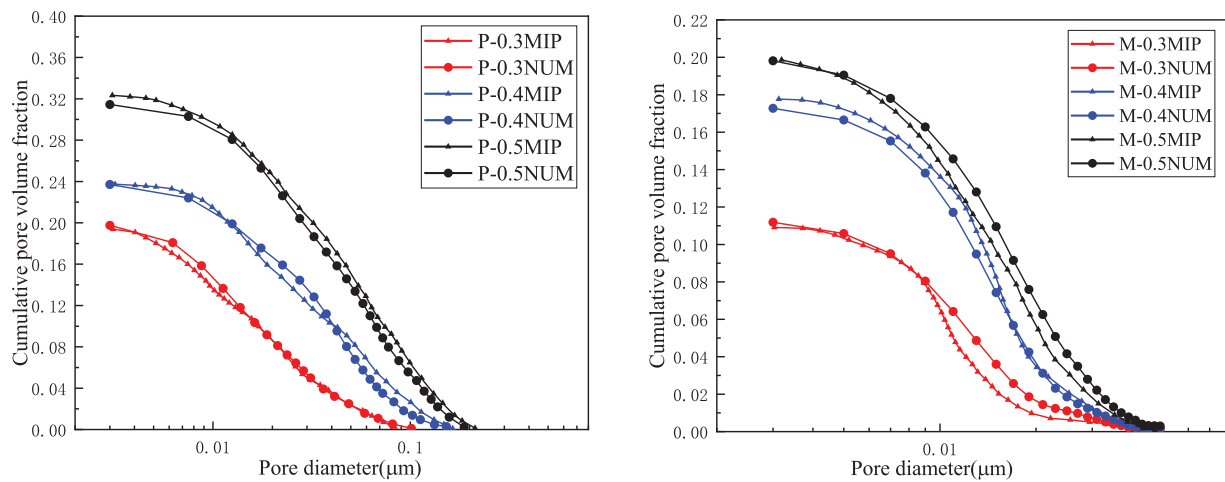 0.40
0.36
0.32
0.28
0.24
0.20
0.16
0.12
0.08
0.04
0.00
Cumulative pore volume fraction
0.01
0.1
Pore diameter(μm)
P-0.3MIP
P-0.3NUM
P-0.4MIP
P-0.4NUM
P-0.5MIP
P-0.5NUM
0.22
0.20
0.18
0.16
0.14
0.12
0.10
0.08
0.06
0.04
0.02
0.00
Cumulative pore volume fraction
0.01
Pore diameter(μm)
M-0.3MIP
M-0.3NUM
M-0.4MIP
M-0.4NUM
M-0.5MIP
M-0.5NUM